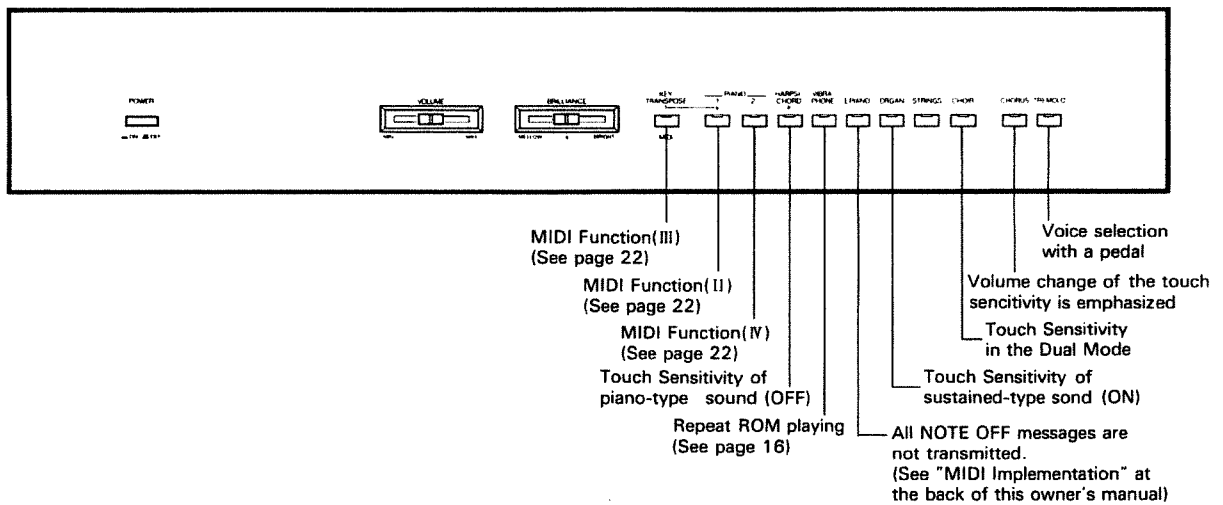 POWER
ON OFF
VOLUME
MIN MAX
BRILLIANCE
MELLOW BRIGHT
KEY
TRANSPOSE
MIDI
PIANO
1 2
HARPSI
CHORD
VIBRA
PHONE
E.PIANO
ORGAN
STRINGS
CHOIR
CHORUS
TREMOLO
MIDI Function(III)
(See page 22)
MIDI Function(II)
(See page 22)
MIDI Function(IV)
(See page 22)
Touch Sensitivity of
piano-type sound (OFF)
Repeat ROM playing
(See page 16)
Voice selection
with a pedal
Volume change of the touch
sencitivity is emphasized
Touch Sensitivity
in the Dual Mode
Touch Sensitivity of
sustained-type sond (ON)
All NOTE OFF messages are
not transmitted.
(See "MIDI Implementation" at
the back of this owner's manual)